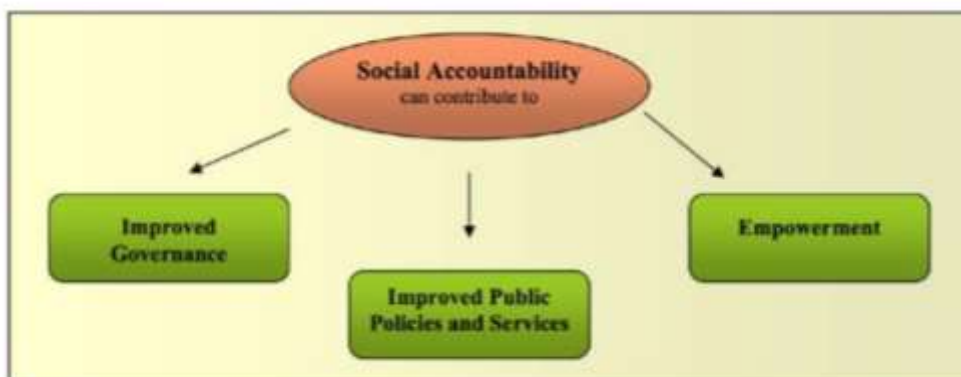 Social Accountability
can contribute to
Improved
Governance
Empowerment
Improved Public
Policies and Services